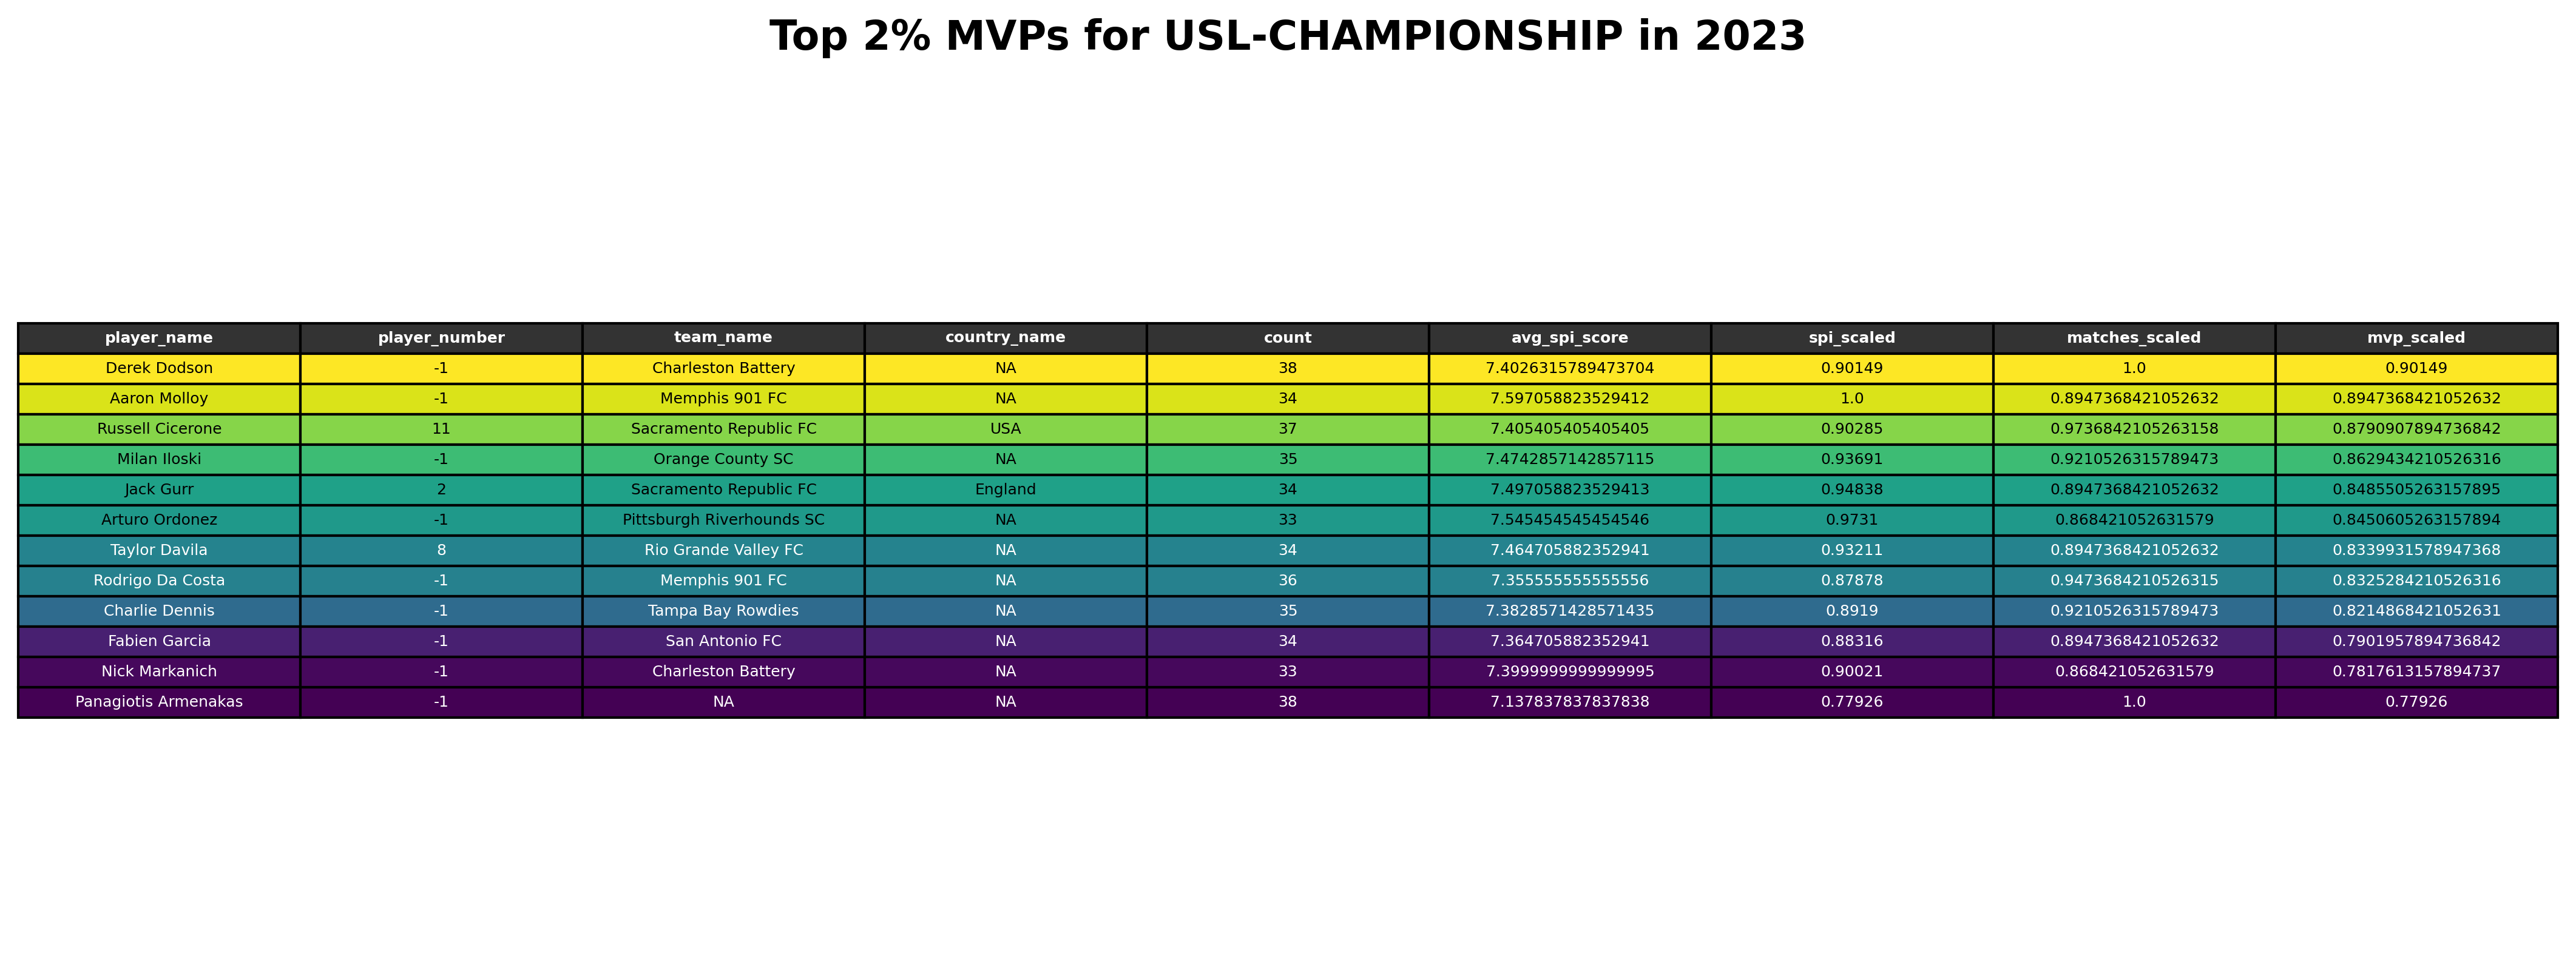 Top 2% MVPs for USL-CHAMPIONSHIP in 2023
player_name player_number team_name country_name count avg_spi_score spi_scaled matches_scaled mvp_scaled
Derek Dodson -1 Charleston Battery NA 38 7.4026315789473704 0.90149 1.0 0.90149
Aaron Molloy -1 Memphis 901 FC NA 34 7.597058823529412 1.0 0.8947368421052632 0.8947368421052632
Russell Cicerone 11 Sacramento Republic FC USA 37 7.405405405405405 0.90285 0.9736842105263158 0.8790907894736842
Milan Iloski -1 Orange County SC NA 35 7.4742857142857115 0.93691 0.9210526315789473 0.8629434210526316
Jack Gurr 2 Sacramento Republic FC England 34 7.497058823529413 0.94838 0.8947368421052632 0.8485505263157895
Arturo Ordonez -1 Pittsburgh Riverhounds SC NA 33 7.545454545454546 0.9731 0.868421052631579 0.8450605263157894
Taylor Davila 8 Rio Grande Valley FC NA 34 7.464705882352941 0.93211 0.8947368421052632 0.8339931578947368
Rodrigo Da Costa -1 Memphis 901 FC NA 36 7.355555555555556 0.87878 0.9473684210526315 0.8325284210526316
Charlie Dennis -1 Tampa Bay Rowdies NA 35 7.3828571428571435 0.8919 0.9210526315789473 0.8214868421052631
Fabien Garcia -1 San Antonio FC NA 34 7.364705882352941 0.88316 0.8947368421052632 0.7901957894736842
Nick Markanich -1 Charleston Battery NA 33 7.3999999999999995 0.90021 0.868421052631579 0.7817613157894737
Panagiotis Armenakas -1 NA NA 38 7.137837837837838 0.77926 1.0 0.77926